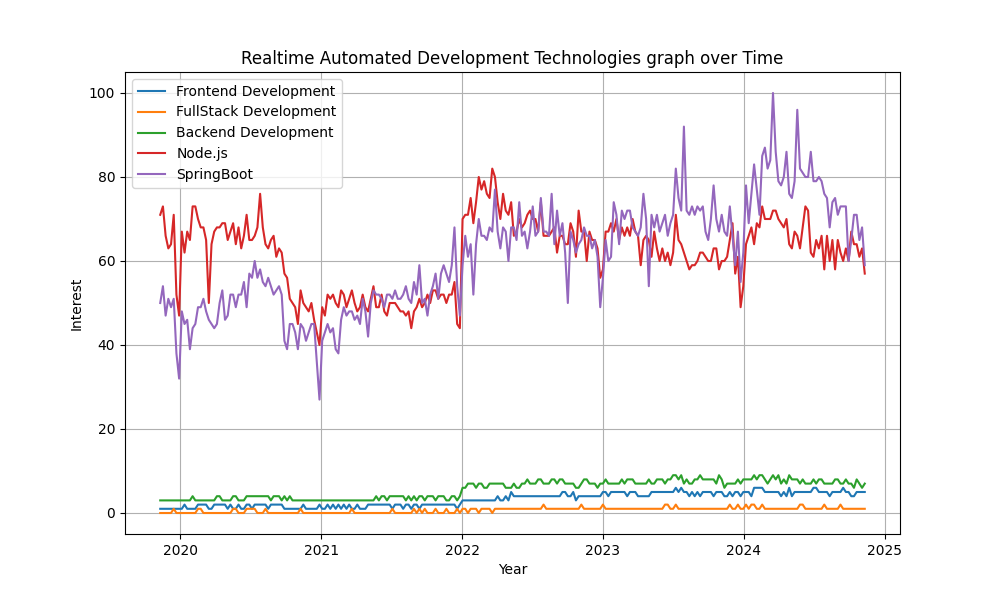 Realtime Automated Development Technologies graph over Time
Frontend Development
FullStack Development
Backend Development
Node.js
SpringBoot
100
80
60
40
20
0
Interest
2020
2021
2022
2023
2024
2025
Year